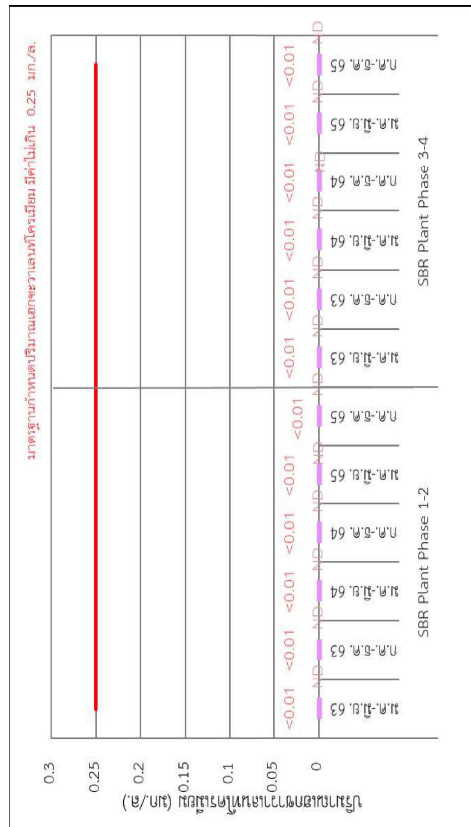 มาตรฐานกำหนดปริมาณเฮกซะวาเลนท์โครเมียม มีค่าไม่เกิน 0.25 มก./ล.
ปริมาณเฮกซาวาเลนท์โครเมียม (มก./ล.)
0.3
0.25
0.2
0.15
0.1
0.05
0
<0.01 <0.01 <0.01 <0.01 <0.01 <0.01 <0.01 <0.01 <0.01 <0.01 <0.01 <0.01
ND ND ND ND ND ND ND ND ND ND ND ND
ม.ค.-มิ.ย. 63 ก.ค.-ธ.ค. 63 ม.ค.-มิ.ย. 64 ก.ค.-ธ.ค. 64 ม.ค.-มิ.ย. 65 ก.ค.-ธ.ค. 65 ม.ค.-มิ.ย. 63 ก.ค.-ธ.ค. 63 ม.ค.-มิ.ย. 64 ก.ค.-ธ.ค. 64 ม.ค.-มิ.ย. 65 ก.ค.-ธ.ค. 65
SBR Plant Phase 1-2 SBR Plant Phase 3-4